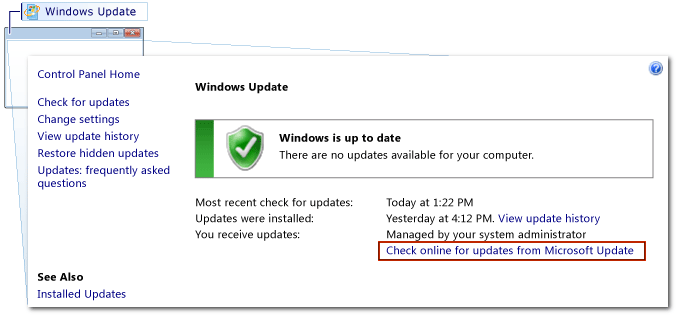 Windows Update
Control Panel Home
Check for updates
Change settings
View update history
Restore hidden updates
Updates: frequently asked
questions
See Also
Installed Updates
Windows Update
Windows is up to date
There are no updates available for your computer.
Most recent check for updates: Today at 1:22 PM
Updates were installed: Yesterday at 4:12 PM. View update history
You receive updates: Managed by your system administrator
Check online for updates from Microsoft Update